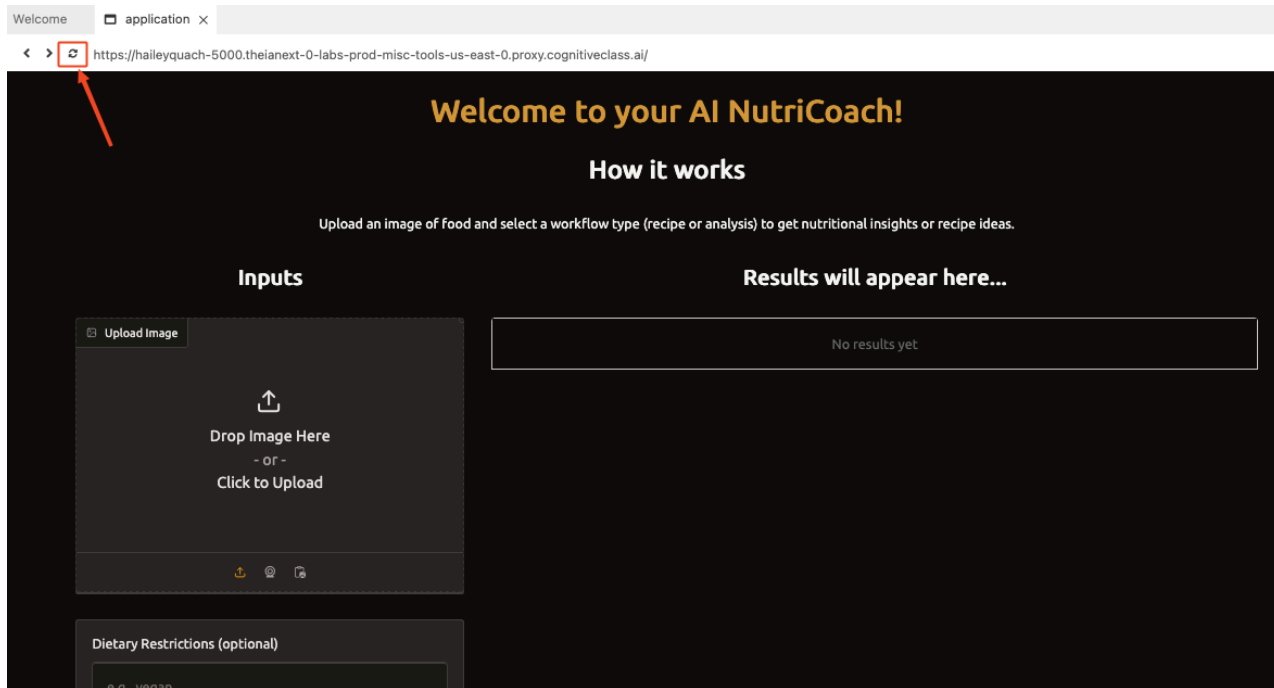 Welcome
application
https://haileyquach-5000.theianext-0-labs-prod-misc-tools-us-east-0.proxy.cognitiveclass.ai/
Welcome to your AI NutriCoach!
How it works
Upload an image of food and select a workflow type (recipe or analysis) to get nutritional insights or recipe ideas.
Inputs
Results will appear here...
Upload Image
No results yet
Drop Image Here
- or -
Click to Upload
Dietary Restrictions (optional)
e.g., vegan